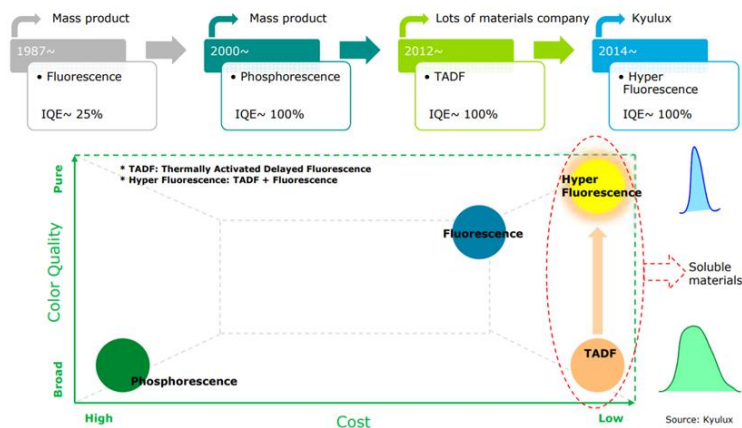 Mass product
Mass product
Lots of materials company
Kyulux
1987~
2000~
2012~
2014~
• Fluorescence
IQE~ 25%
• Phosphorescence
IQE~ 100%
• TADF
IQE~ 100%
• Hyper
Fluorescence
IQE~ 100%
* TADF: Thermally Activated Delayed Fluorescence
* Hyper Fluorescence: TADF + Fluorescence
Pure
Color Quality
Broad
Hyper
Fluorescence
Fluorescence
Soluble
materials
TADF
Phosphorescence
High
Cost
Low
Source: Kyulux